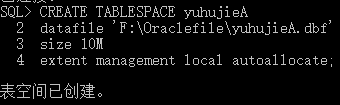 SQL> CREATE TABLESPACE yuhujieA
2 datafile 'F:\Oraclefile\yuhujieA.dbf'
3 size 10M
4 extent management local autoallocate;
表空间已创建。